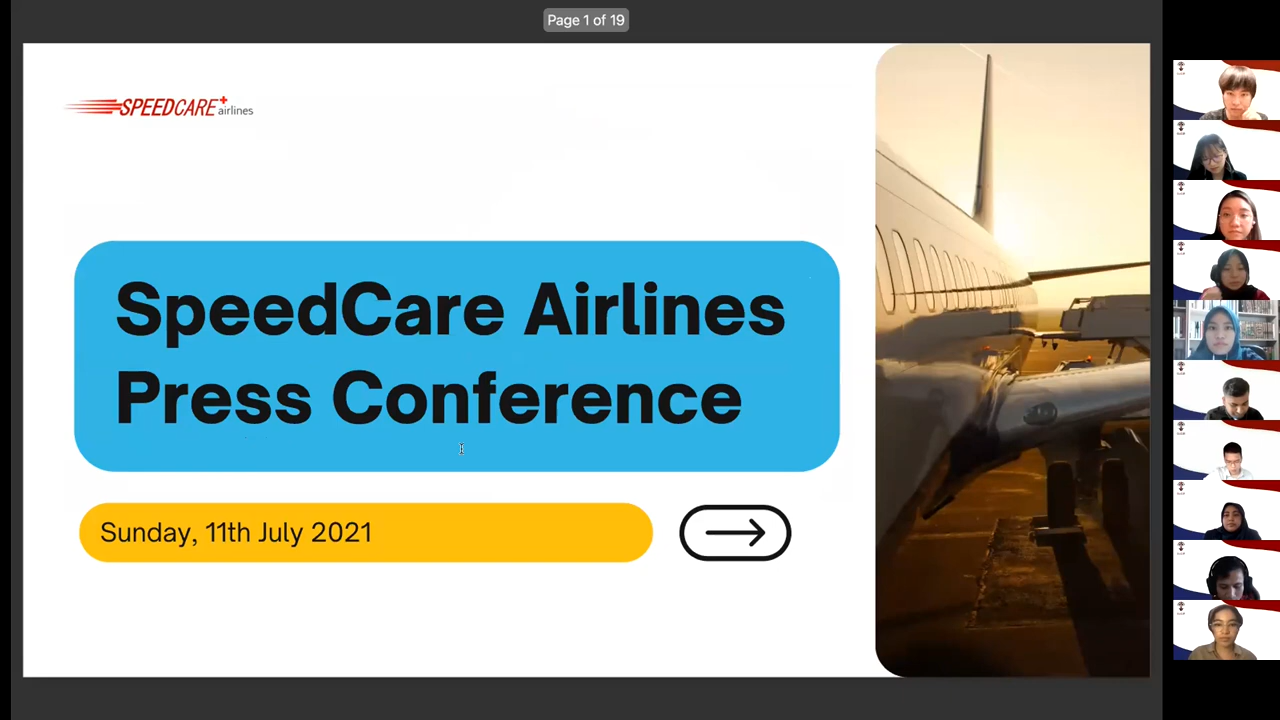 Page 1 of 19
SPEEDCARE airlines
SpeedCare Airlines
Press Conference
Sunday, 11th July 2021